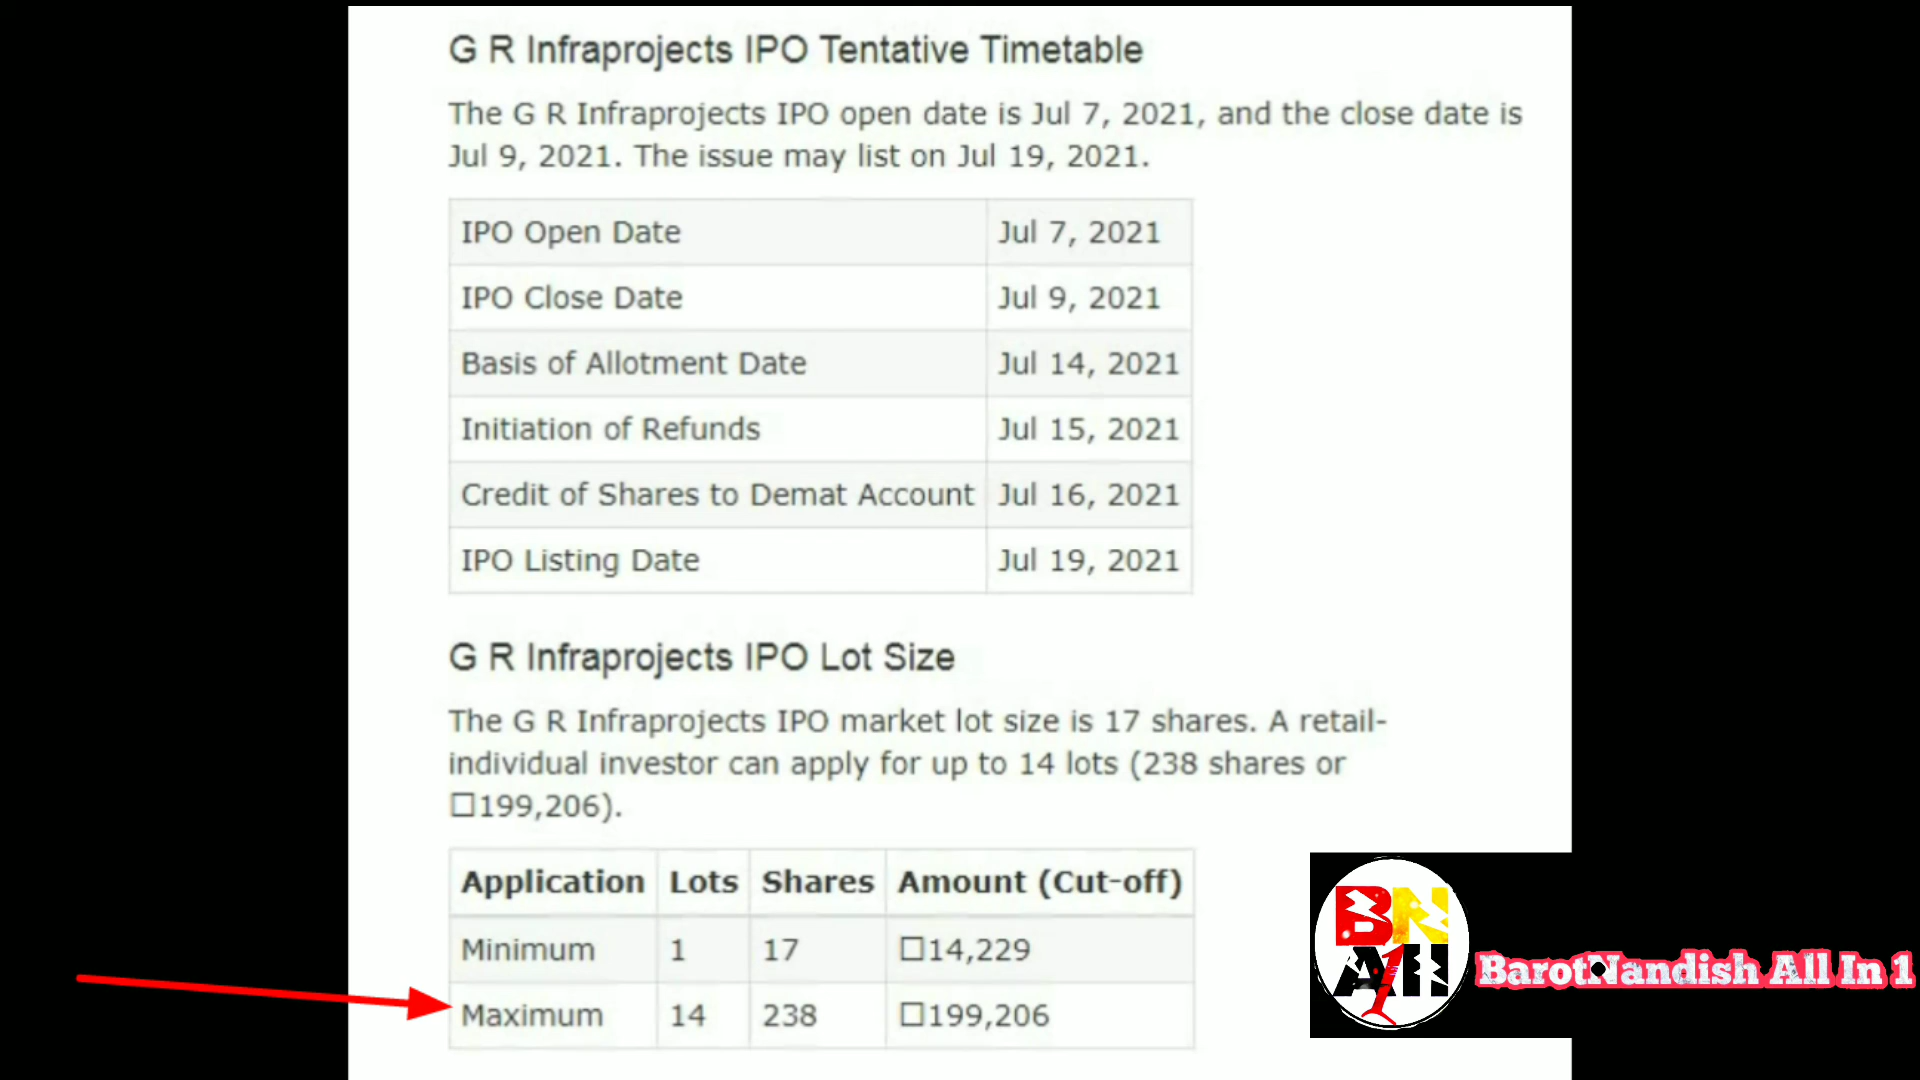 G R Infraprojects IPO Tentative Timetable
The G R Infraprojects IPO open date is Jul 7, 2021, and the close date is
Jul 9, 2021. The issue may list on Jul 19, 2021.
IPO Open Date Jul 7, 2021
IPO Close Date Jul 9, 2021
Basis of Allotment Date Jul 14, 2021
Initiation of Refunds Jul 15, 2021
Credit of Shares to Demat Account Jul 16, 2021
IPO Listing Date Jul 19, 2021
G R Infraprojects IPO Lot Size
The G R Infraprojects IPO market lot size is 17 shares. A retail-
individual investor can apply for up to 14 lots (238 shares or
□199,206).
Application Lots Shares Amount (Cut-off)
Minimum 1 17 □14,229
Maximum 14 238 □199,206
BN
A1I1
BarotNandish All In 1